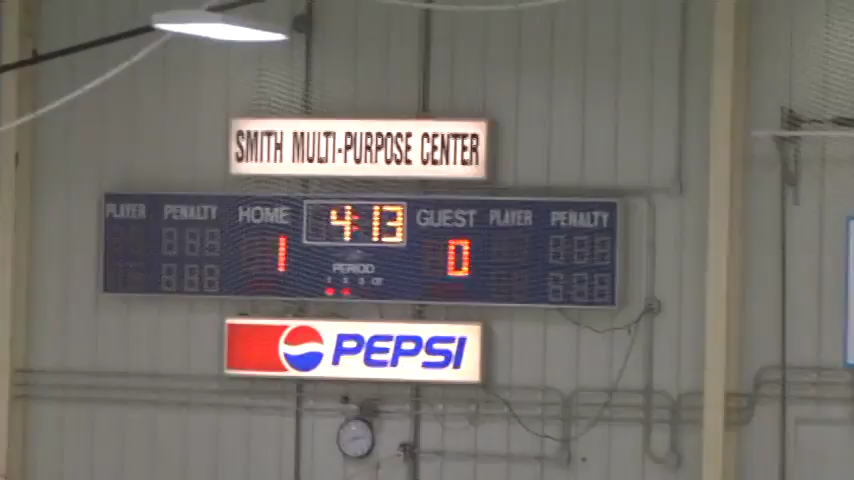 SMITH MULTI-PURPOSE CENTER
PLAYER PENALTY HOME 4:13 GUEST PLAYER PENALTY
1 0
PERIOD
1 2 3 OT
PEPSI